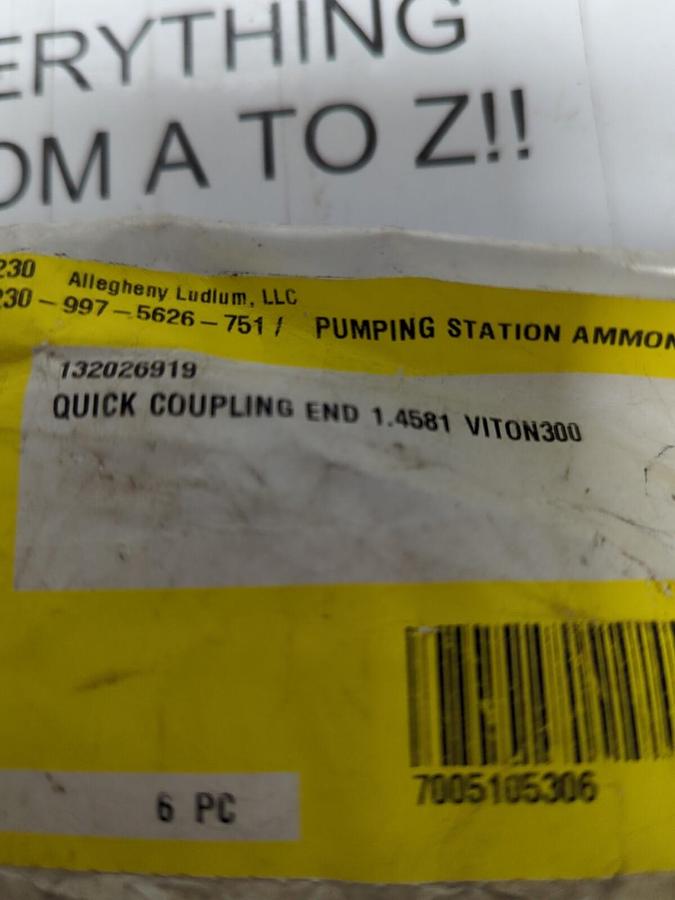 ERYTHING
OM A TO Z!!
230 Allegheny Ludlum, LLC
30-997-5626-751/ PUMPING STATION AMMON
132026919
QUICK COUPLING END 1.4581 VITON300
7005105306
6 PC